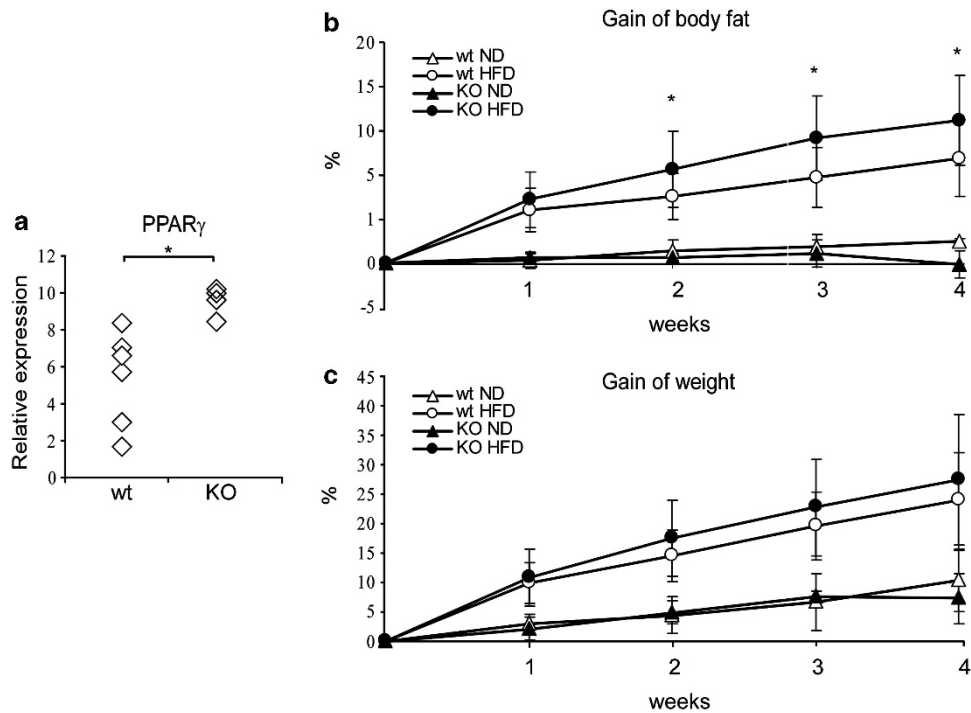 a
PPARγ
*
12
10
8
6
4
2
0
Relative expression
wt
KO
b
Gain of body fat
wt ND
wt HFD
KO ND
KO HFD
*
*
*
20
15
10
5
1
0
-5
%
1
2
3
4
weeks
c
Gain of weight
wt ND
wt HFD
KO ND
KO HFD
45
40
35
30
25
20
15
10
5
0
%
1
2
3
4
weeks